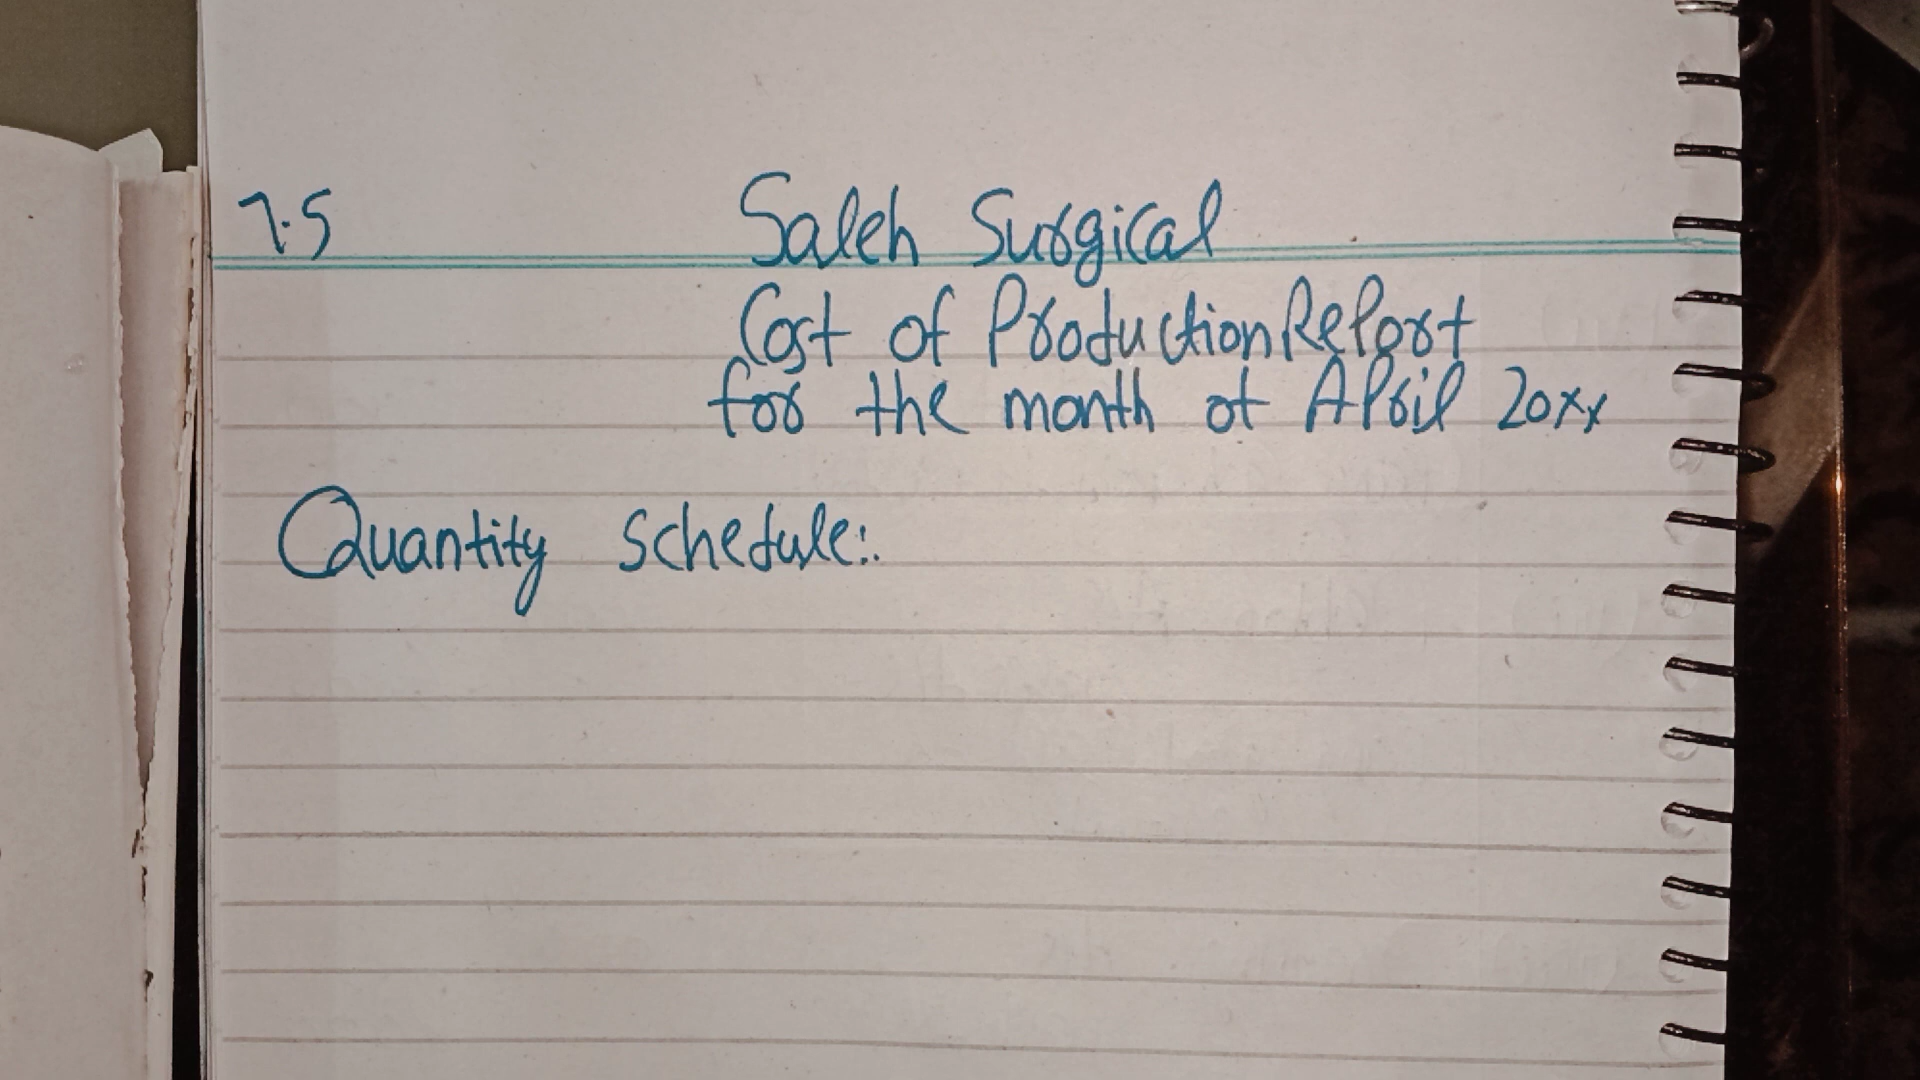 7.5
Saleh Surgical
Cost of Production Report
for the month of April 20xx
Quantity schedule:.